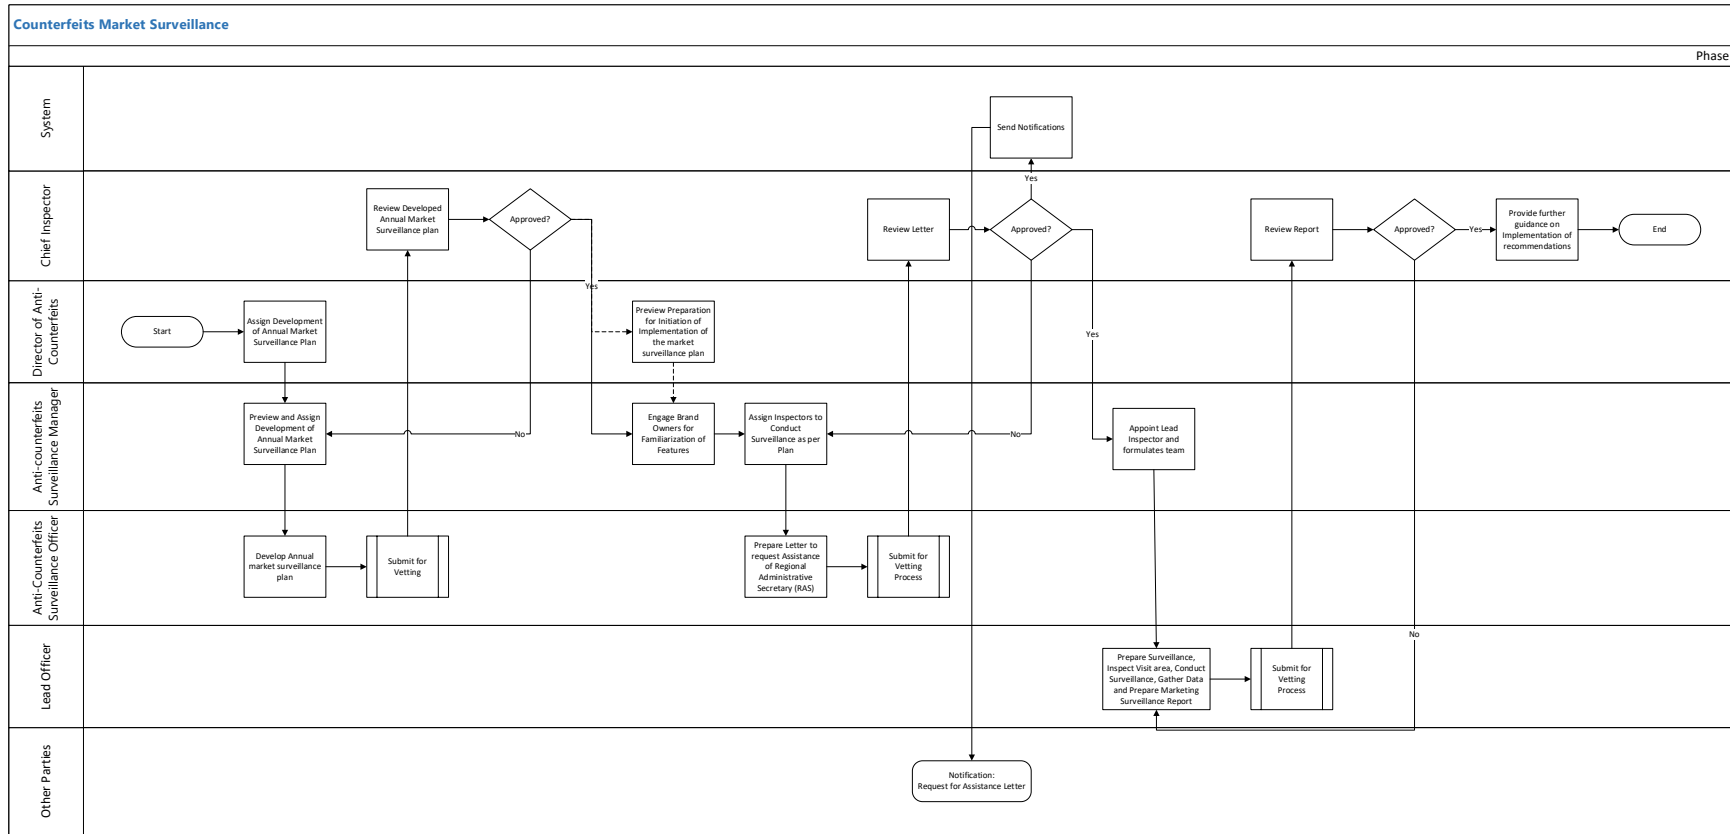 Counterfeits Market Surveillance
Phase
System
Send Notifications
Yes
Chief Inspector
Review Developed
Annual Market
Surveillance plan
Approved?
Review Letter
Approved?
Review Report
Approved?
Yes
Provide further
guidance on
Implementation of
recommendations
End
Yes
Director of Anti-
Counterfeits
Start
Assign Development
of Annual Market
Surveillance Plan
Preview Preparation
for Initiation of
Implementation of
the market
surveillance plan
Yes
Anti-counterfeits
Surveillance Manager
Preview and Assign
Development of
Annual Market
Surveillance Plan
No
Engage Brand
Owners for
Familiarization of
Features
Assign Inspectors to
Conduct
Surveillance as per
Plan
No
Appoint Lead
Inspector and
formulates team
Anti-Counterfeits
Surveillance Officer
Develop Annual
market surveillance
plan
Submit for
Vetting
Prepare Letter to
request Assistance
of Regional
Administrative
Secretary (RAS)
Submit for
Vetting
Process
Lead Officer
No
Prepare Surveillance,
Inspect Visit area, Conduct
Surveillance, Gather Data
and Prepare Marketing
Surveillance Report
Submit for
Vetting
Process
Other Parties
Notification:
Request for Assistance Letter